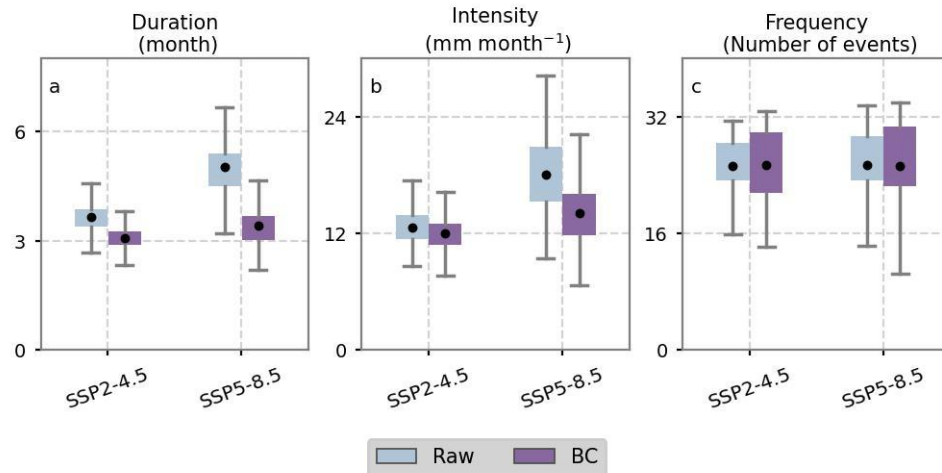 Duration
(month)
a
6
3
0
SSP2-4.5
SSP5-8.5
Intensity
(mm month⁻¹)
b
24
12
0
SSP2-4.5
SSP5-8.5
Frequency
(Number of events)
c
32
16
0
SSP2-4.5
SSP5-8.5
Raw
BC